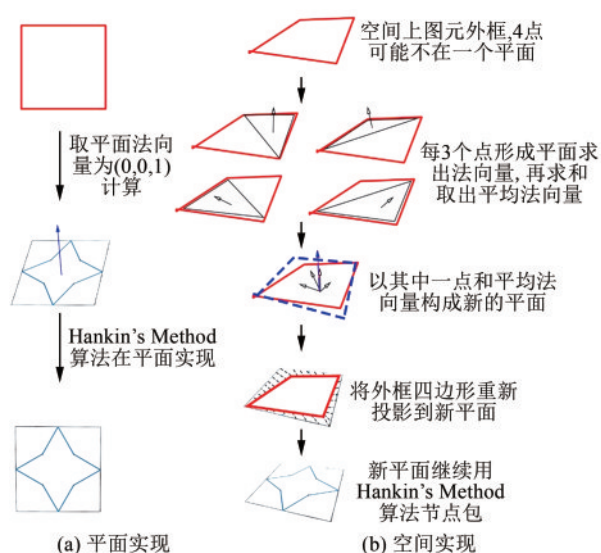 空间上图元外框,4点
可能不在一个平面
取平面法向
量为(0,0,1)
计算
每3个点形成平面求
出法向量,再求和
取出平均法向量
以其中一点和平均法
向量构成新的平面
Hankin's Method
算法在平面实现
将外框四边形重新
投影到新平面
新平面继续用
Hankin's Method
算法节点包
(a) 平面实现
(b) 空间实现